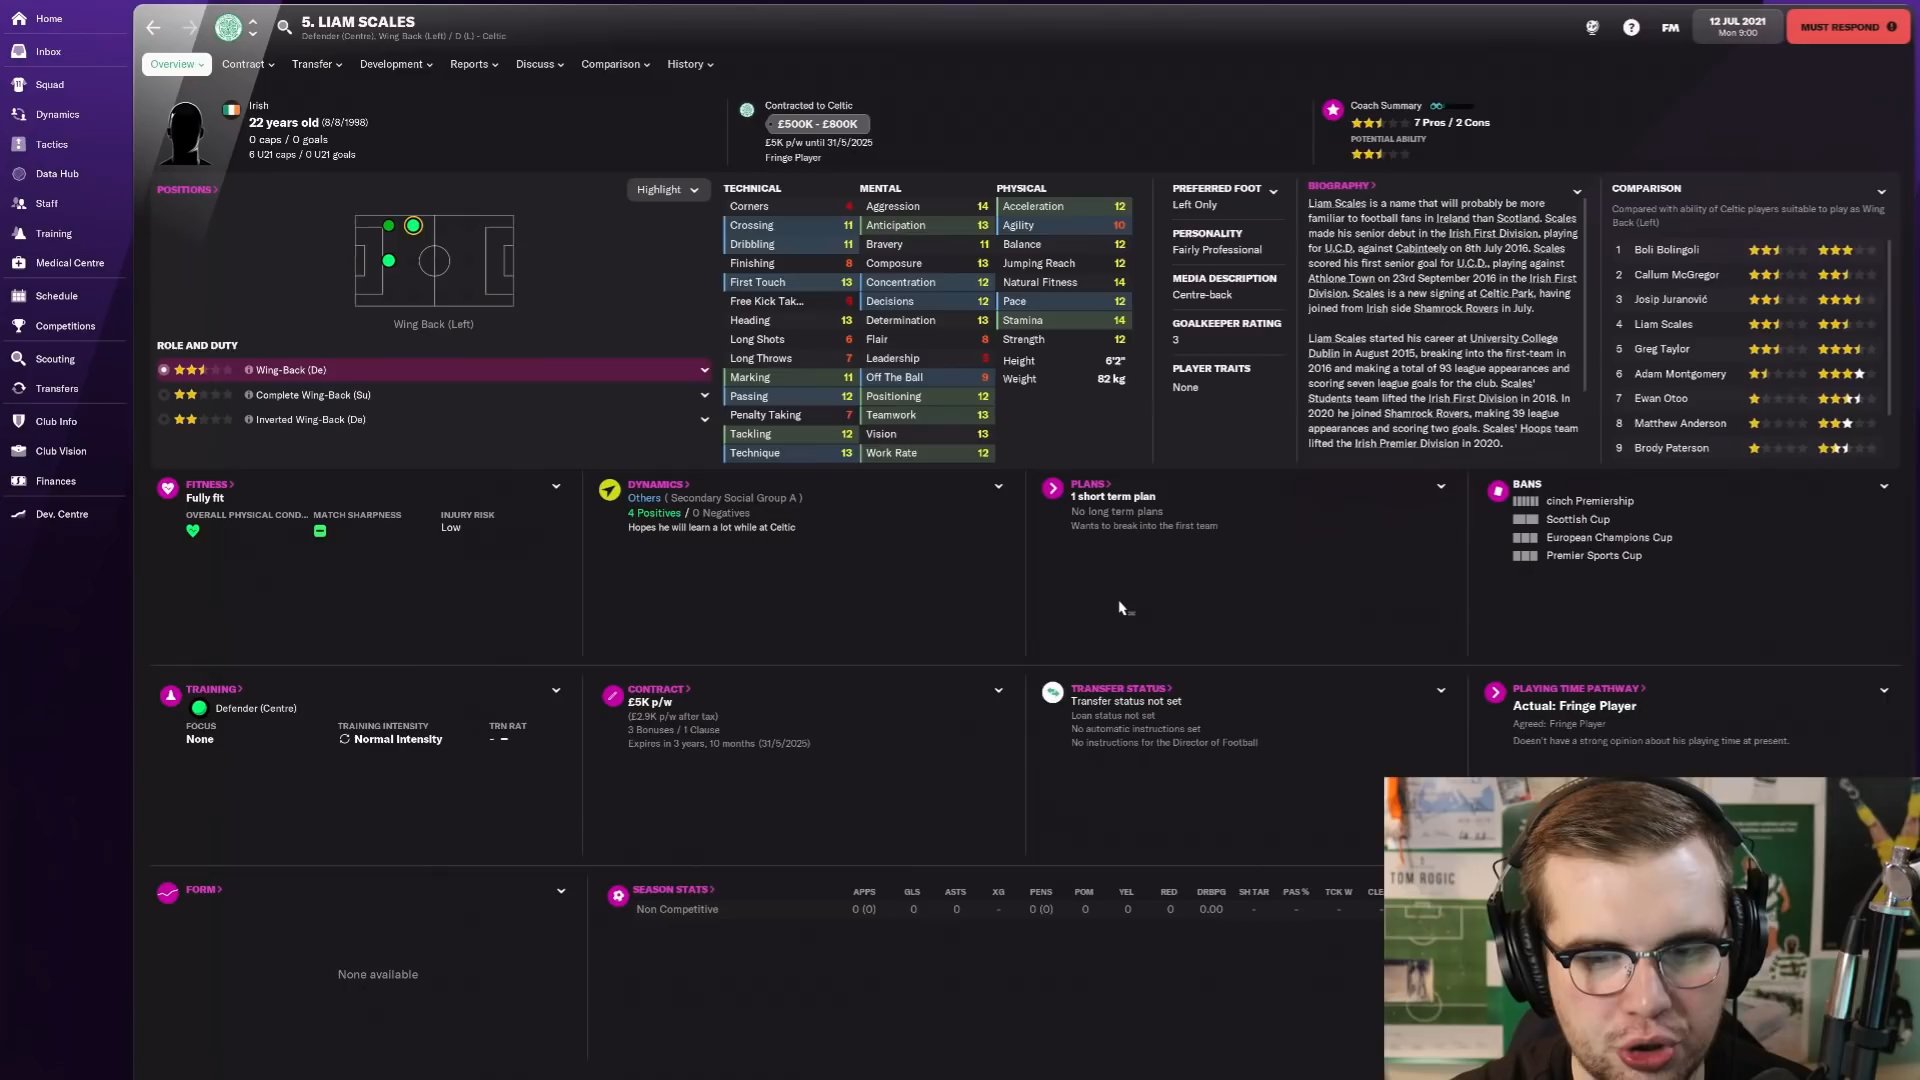 Home
Inbox
Squad
Dynamics
Tactics
Data Hub
Staff
Training
Medical Centre
Schedule
Competitions
Scouting
Transfers
Club Info
Club Vision
Finances
Dev. Centre
5. LIAM SCALES
Defender (Centre), Wing Back (Left) / D (L) - Celtic
FM
12 JUL 2021
Mon 9:00
MUST RESPOND
Overview
Contract
Transfer
Development
Reports
Discuss
Comparison
History
Irish
22 years old (8/8/1998)
0 caps / 0 goals
6 U21 caps / 0 U21 goals
Contracted to Celtic
£500K - £800K
£5K p/w until 31/5/2025
Fringe Player
Coach Summary
7 Pros / 2 Cons
POTENTIAL ABILITY
POSITIONS
Highlight
Wing Back (Left)
ROLE AND DUTY
Wing-Back (De)
Complete Wing-Back (Su)
Inverted Wing-Back (De)
TECHNICAL
Corners
Crossing 11
Dribbling 11
Finishing 8
First Touch 13
Free Kick Tak...
Heading 13
Long Shots 6
Long Throws 7
Marking 11
Passing 12
Penalty Taking 7
Tackling 12
Technique 13
MENTAL
Aggression 14
Anticipation 13
Bravery 11
Composure 13
Concentration 12
Decisions 12
Determination 13
Flair 8
Leadership
Off The Ball 9
Positioning 12
Teamwork 13
Vision 13
Work Rate 12
PHYSICAL
Acceleration 12
Agility 10
Balance 12
Jumping Reach 12
Natural Fitness 14
Pace 12
Stamina 14
Strength 12
Height 6'2"
Weight 82 kg
PREFERRED FOOT
Left Only
PERSONALITY
Fairly Professional
MEDIA DESCRIPTION
Centre-back
GOALKEEPER RATING
3
PLAYER TRAITS
None
BIOGRAPHY
Liam Scales is a name that will probably be more
familiar to football fans in Ireland than Scotland. Scales
made his senior debut in the Irish First Division, playing
for U.C.D. against Cabinteely on 8th July 2016. Scales
scored his first senior goal for U.C.D., playing against
Athlone Town on 23rd September 2016 in the Irish First
Division. Scales is a new signing at Celtic Park, having
joined from Irish side Shamrock Rovers in July.
Liam Scales started his career at University College
Dublin in August 2015, breaking into the first-team in
2016 and making a total of 93 league appearances and
scoring seven league goals for the club. Scales'
Students team lifted the Irish First Division in 2018. In
2020 he joined Shamrock Rovers, making 39 league
appearances and scoring two goals. Scales' Hoops team
lifted the Irish Premier Division in 2020.
COMPARISON
Compared with ability of Celtic players suitable to play as Wing
Back (Left)
1 Boli Bolingoli
2 Callum McGregor
3 Josip Juranović
4 Liam Scales
5 Greg Taylor
6 Adam Montgomery
7 Ewan Otoo
8 Matthew Anderson
9 Brody Paterson
FITNESS
Fully fit
OVERALL PHYSICAL COND... MATCH SHARPNESS INJURY RISK
Low
DYNAMICS
Others ( Secondary Social Group A )
4 Positives / 0 Negatives
Hopes he will learn a lot while at Celtic
PLANS
1 short term plan
No long term plans
Wants to break into the first team
BANS
cinch Premiership
Scottish Cup
European Champions Cup
Premier Sports Cup
TRAINING
Defender (Centre)
FOCUS TRAINING INTENSITY TRN RAT
None Normal Intensity - –
CONTRACT
£5K p/w
(£2.9K p/w after tax)
3 Bonuses / 1 Clause
Expires in 3 years, 10 months (31/5/2025)
TRANSFER STATUS
Transfer status not set
Loan status not set
No automatic instructions set
No instructions for the Director of Football
PLAYING TIME PATHWAY
Actual: Fringe Player
Agreed: Fringe Player
Doesn't have a strong opinion about his playing time at present.
FORM
None available
SEASON STATS
APPS GLS ASTS XG PENS POM YEL RED DRBPG SH TAR PAS % TCK W CLE
Non Competitive 0 (0) 0 0 - 0 (0) 0 0 0 0.00 - - - -
TOM ROGIC